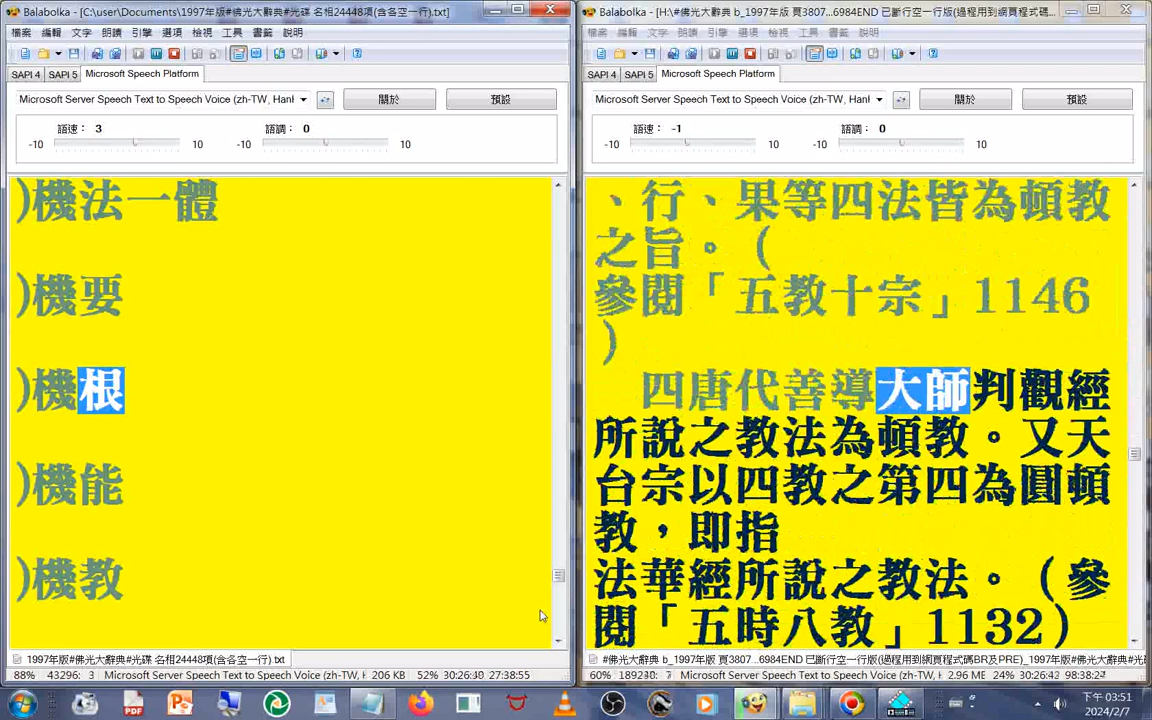 Balabolka - [C:\user\Documents\1997年版#佛光大辭典#光碟 名相24448項(含各空一行).txt]
檔案 編輯 文字 朗讀 引擎 選項 檢視 工具 書籤 說明
SAPI 4 SAPI 5 Microsoft Speech Platform
Microsoft Server Speech Text to Speech Voice (zh-TW, Hanl
關於
預設
語速： 3
語調： 0
-10 10 -10 10
)機法一體
)機要
)機根
)機能
)機教
1997年版#佛光大辭典#光碟 名相24448項(含各空一行).txt
88% 43296: 3 Microsoft Server Speech Text to Speech Voice (zh-TW, H 206 KB 52% 30:26:40 27:38:55
Balabolka - [H:\#佛光大辭典 b_1997年版 頁3807...6984END 已斷行空一行版(過程用到網頁程式碼...
檔案 編輯 文字 朗讀 引擎 選項 檢視 工具 書籤 說明
SAPI 4 SAPI 5 Microsoft Speech Platform
Microsoft Server Speech Text to Speech Voice (zh-TW, Hanl
關於
預設
語速： -1
語調： 0
-10 10 -10 10
、行、果等四法皆為頓教
之旨。（
參閱「五教十宗」1146
）
四唐代善導大師判觀經
所說之教法為頓教。又天
台宗以四教之第四為圓頓
教，即指
法華經所說之教法。（參
閱「五時八教」1132）
#佛光大辭典 b_1997年版 頁3807...6984END 已斷行空一行版(過程用到網頁程式碼BR及PRE)_1997年版#光
Microsoft Server Speech Text to Speech Voice (zh-TW, H 2.96 MB 24% 30:26:42 98:38:2
下午 03:51
2024/2/7